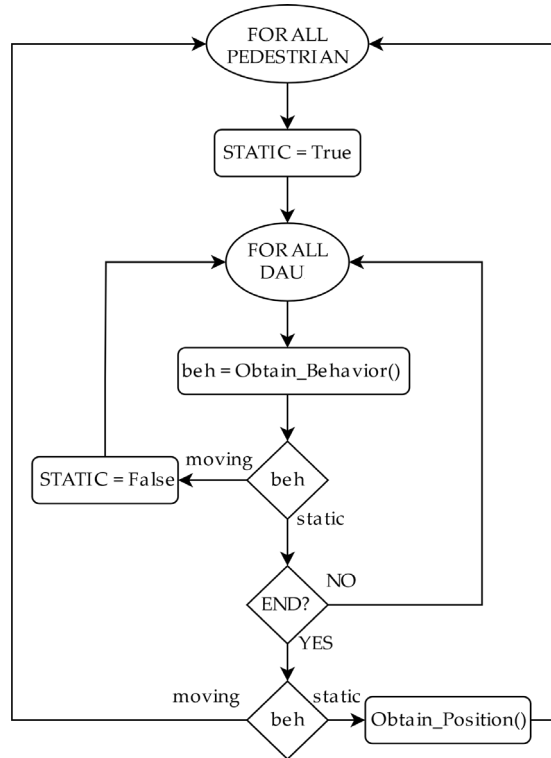 FOR ALL
PEDESTRIAN
STATIC = True
FOR ALL
DAU
beh = Obtain_Behavior()
moving
STATIC = False
beh
static
NO
END?
YES
moving
static
beh
Obtain_Position()